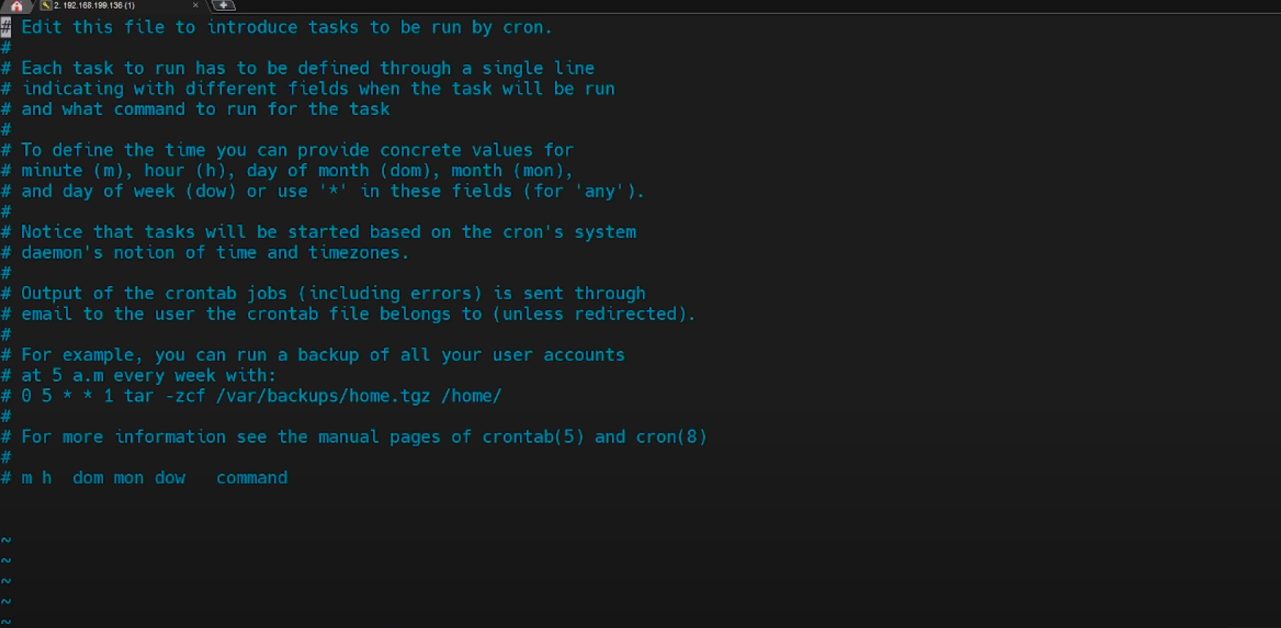 2. 192.168.199.136 (1)
# Edit this file to introduce tasks to be run by cron.
#
# Each task to run has to be defined through a single line
# indicating with different fields when the task will be run
# and what command to run for the task
#
# To define the time you can provide concrete values for
# minute (m), hour (h), day of month (dom), month (mon),
# and day of week (dow) or use '*' in these fields (for 'any').
#
# Notice that tasks will be started based on the cron's system
# daemon's notion of time and timezones.
#
# Output of the crontab jobs (including errors) is sent through
# email to the user the crontab file belongs to (unless redirected).
#
# For example, you can run a backup of all your user accounts
# at 5 a.m every week with:
# 0 5 * * 1 tar -zcf /var/backups/home.tgz /home/
#
# For more information see the manual pages of crontab(5) and cron(8)
#
# m h  dom mon dow   command
~
~
~
~
~